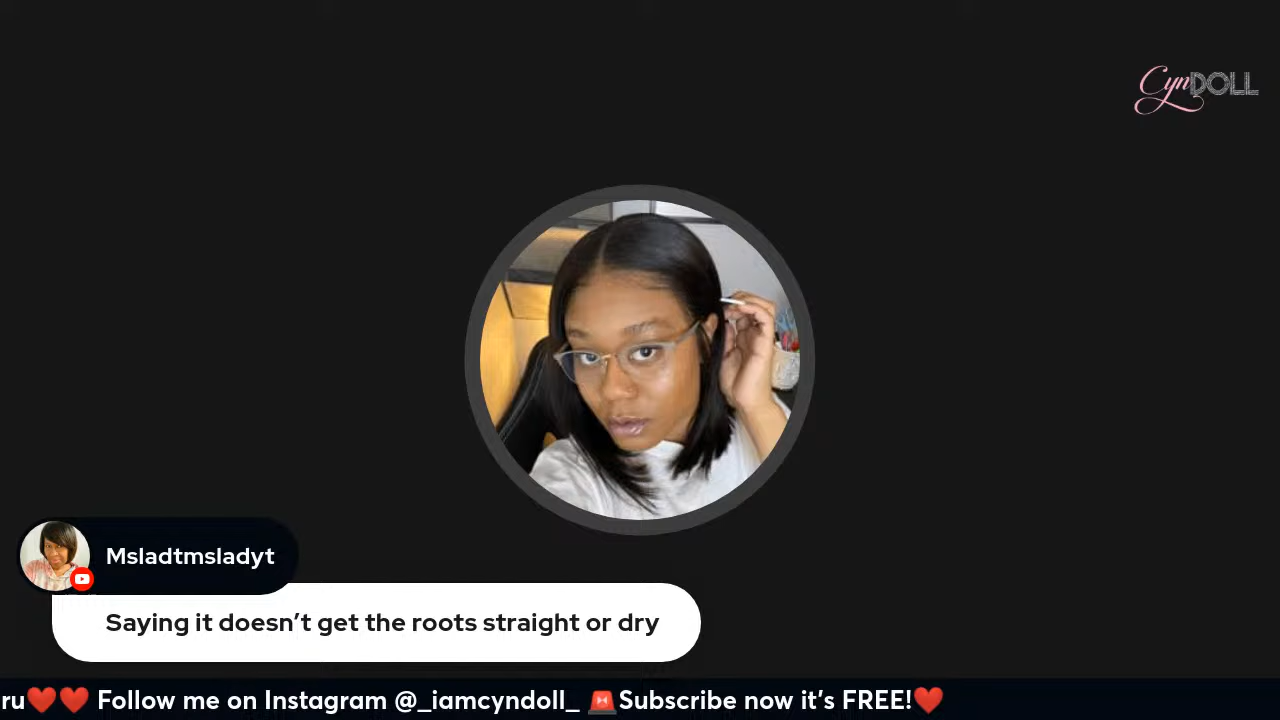 CynDOLL
Msladtmsladyt
Saying it doesn’t get the roots straight or dry
ru❤️❤️ Follow me on Instagram @_iamcyndoll_ 🚨Subscribe now it’s FREE!❤️